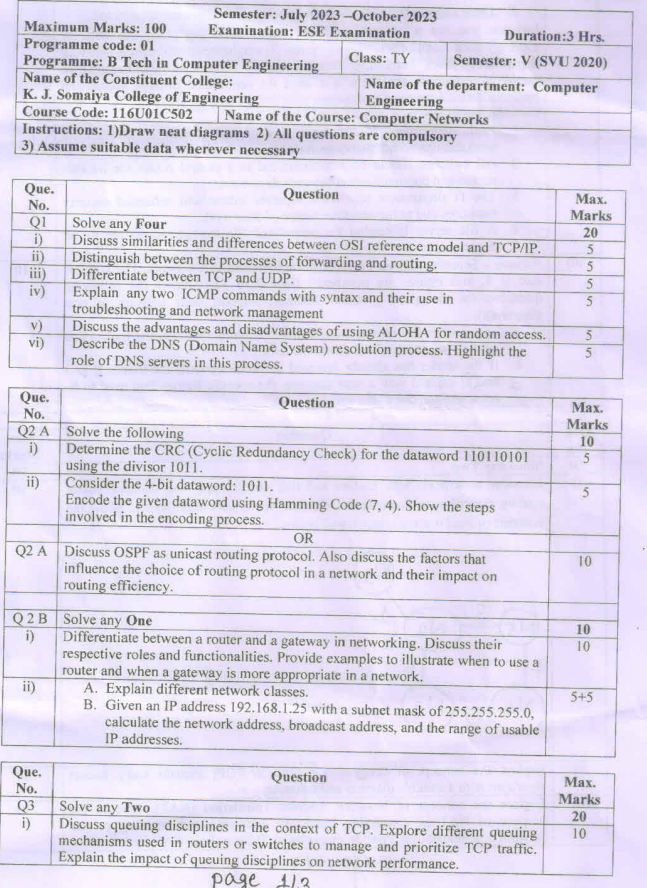 Semester: July 2023 –October 2023
Maximum Marks: 100 Examination: ESE Examination Duration:3 Hrs.
Programme code: 01
Programme: B Tech in Computer Engineering
Class: TY
Semester: V (SVU 2020)
Name of the Constituent College:
K. J. Somaiya College of Engineering
Name of the department: Computer
Engineering
Course Code: 116U01C502
Name of the Course: Computer Networks
Instructions: 1)Draw neat diagrams 2) All questions are compulsory
3) Assume suitable data wherever necessary
Que.
No.
Question
Max.
Marks
Q1 Solve any Four 20
i) Discuss similarities and differences between OSI reference model and TCP/IP. 5
ii) Distinguish between the processes of forwarding and routing. 5
iii) Differentiate between TCP and UDP. 5
iv) Explain any two ICMP commands with syntax and their use in 5
troubleshooting and network management
v) Discuss the advantages and disadvantages of using ALOHA for random access. 5
vi) Describe the DNS (Domain Name System) resolution process. Highlight the 5
role of DNS servers in this process.
Que.
No.
Question
Max.
Marks
Q2 A Solve the following 10
i) Determine the CRC (Cyclic Redundancy Check) for the dataword 110110101 5
using the divisor 1011.
ii) Consider the 4-bit dataword: 1011. 5
Encode the given dataword using Hamming Code (7, 4). Show the steps
involved in the encoding process.
OR
Q2 A Discuss OSPF as unicast routing protocol. Also discuss the factors that 10
influence the choice of routing protocol in a network and their impact on
routing efficiency.
Q 2 B Solve any One 10
i) Differentiate between a router and a gateway in networking. Discuss their 10
respective roles and functionalities. Provide examples to illustrate when to use a
router and when a gateway is more appropriate in a network.
ii) A. Explain different network classes. 5+5
B. Given an IP address 192.168.1.25 with a subnet mask of 255.255.255.0,
calculate the network address, broadcast address, and the range of usable
IP addresses.
Que.
No.
Question
Max.
Marks
Q3 Solve any Two 20
i) Discuss queuing disciplines in the context of TCP. Explore different queuing 10
mechanisms used in routers or switches to manage and prioritize TCP traffic.
Explain the impact of queuing disciplines on network performance.
page 1/3